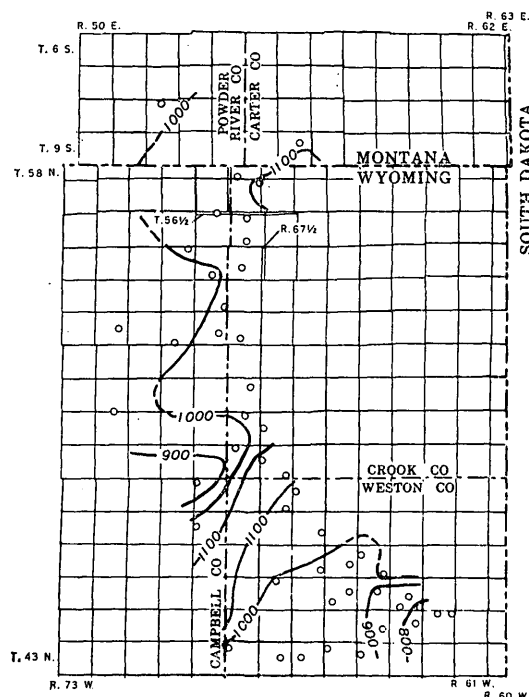 R. 50 E.
R. 63 E.
R. 62 E.
T. 6 S.
1000
POWDER
RIVER CO
CARTER CO
SOUTH DAKOTA
T. 9 S.
1100
MONTANA
T. 58 N.
WYOMING
T.56½
R.67½
1000
900
CROOK CO
WESTON CO
1100
1100
CAMPBELL CO
1000
900
800
T. 43 N.
R. 73 W.
R. 61 W.
R. 60 W.